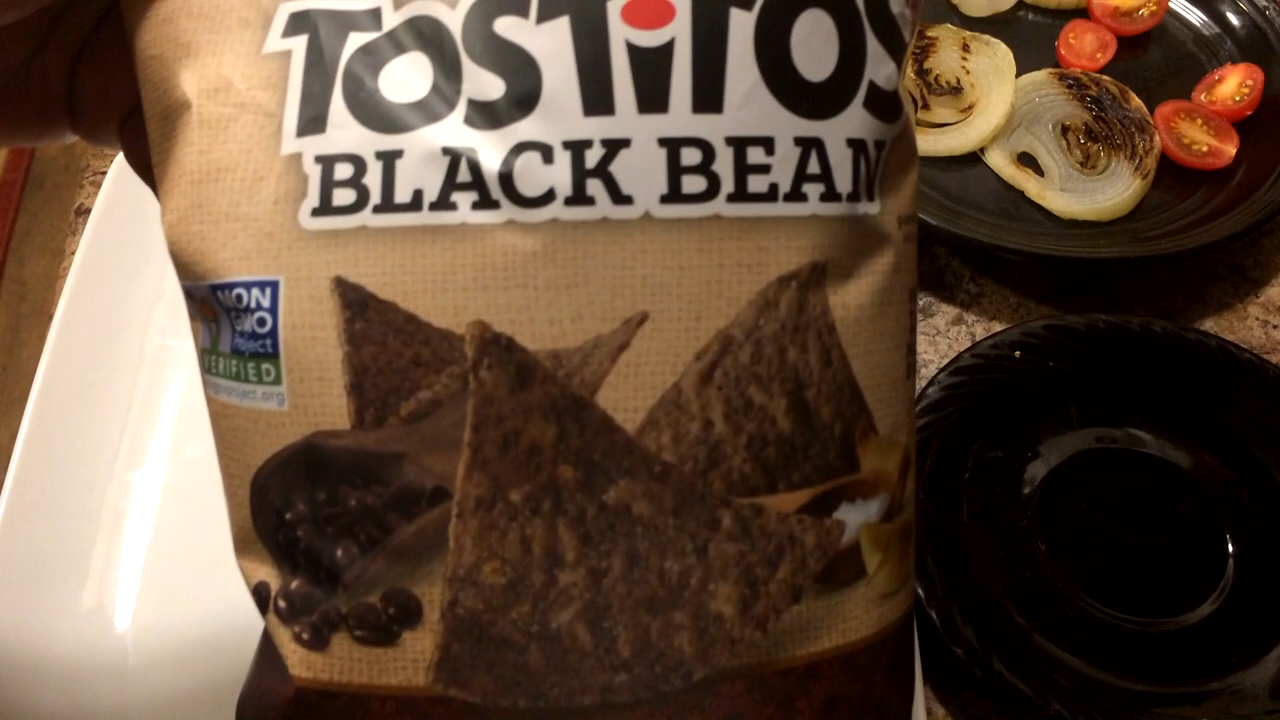 TOSTITOS
BLACK BEAN
NON
GMO
Project
VERIFIED